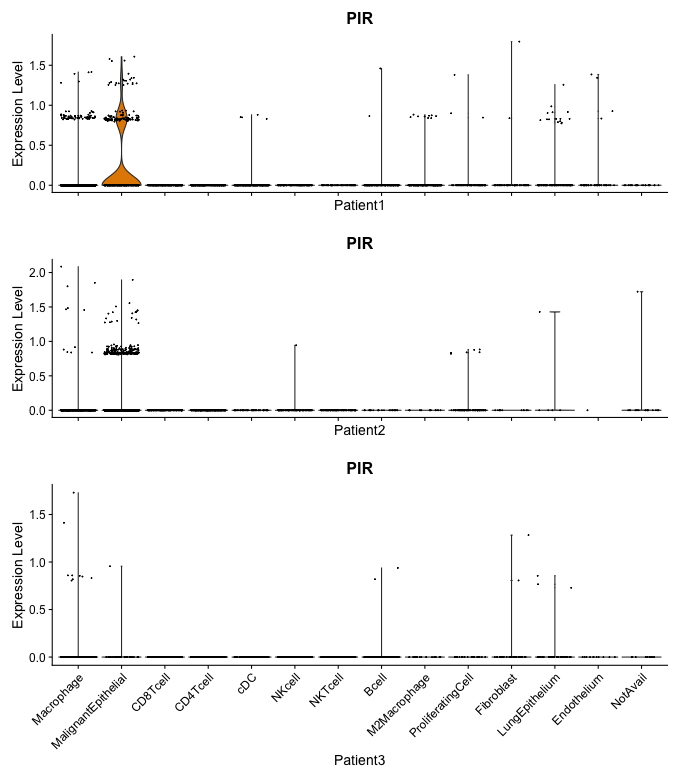 PIR
Expression Level
1.5
1.0
0.5
0.0
Patient1
PIR
Expression Level
2.0
1.5
1.0
0.5
0.0
Patient2
PIR
Expression Level
1.5
1.0
0.5
0.0
Macrophage
MalignantEpithelial
CD8Tcell
CD4Tcell
cDC
NKcell
NKTcell
Bcell
M2Macrophage
ProliferatingCell
Fibroblast
LungEpithelium
Endothelium
NotAvail
Patient3